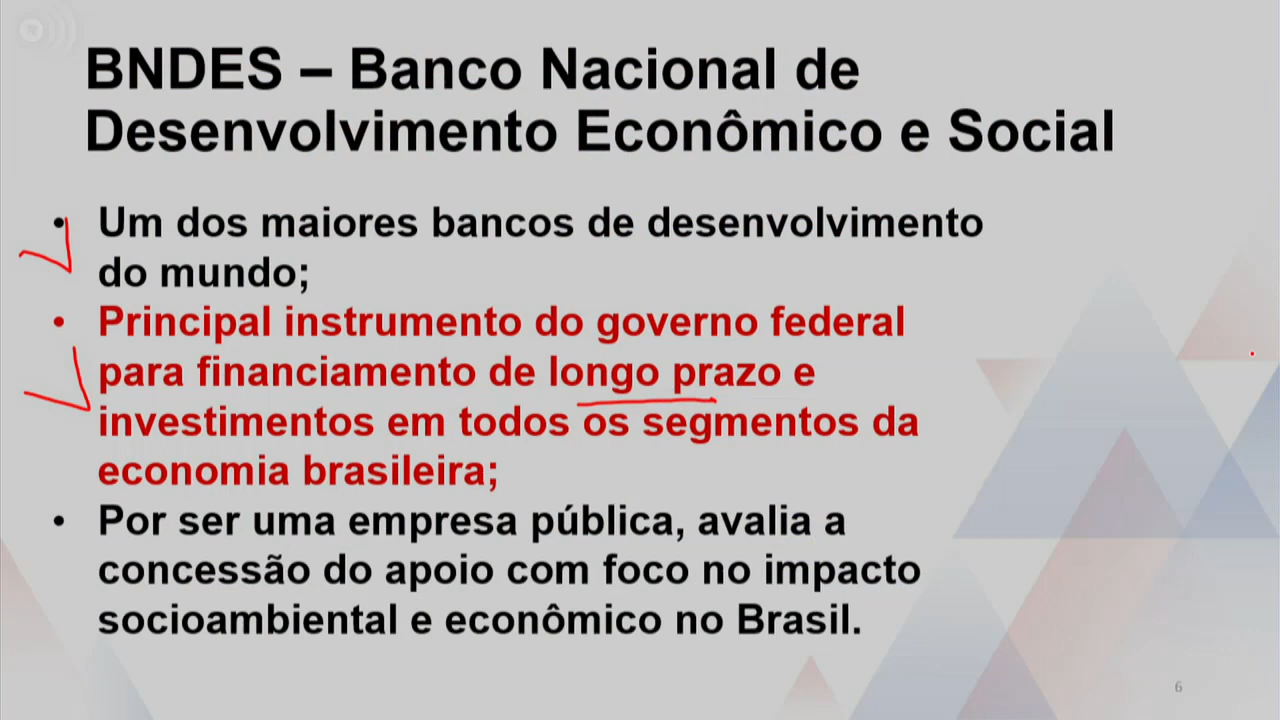 BNDES – Banco Nacional de
Desenvolvimento Econômico e Social
• Um dos maiores bancos de desenvolvimento
do mundo;
• Principal instrumento do governo federal
para financiamento de longo prazo e
investimentos em todos os segmentos da
economia brasileira;
• Por ser uma empresa pública, avalia a
concessão do apoio com foco no impacto
socioambiental e econômico no Brasil.
6